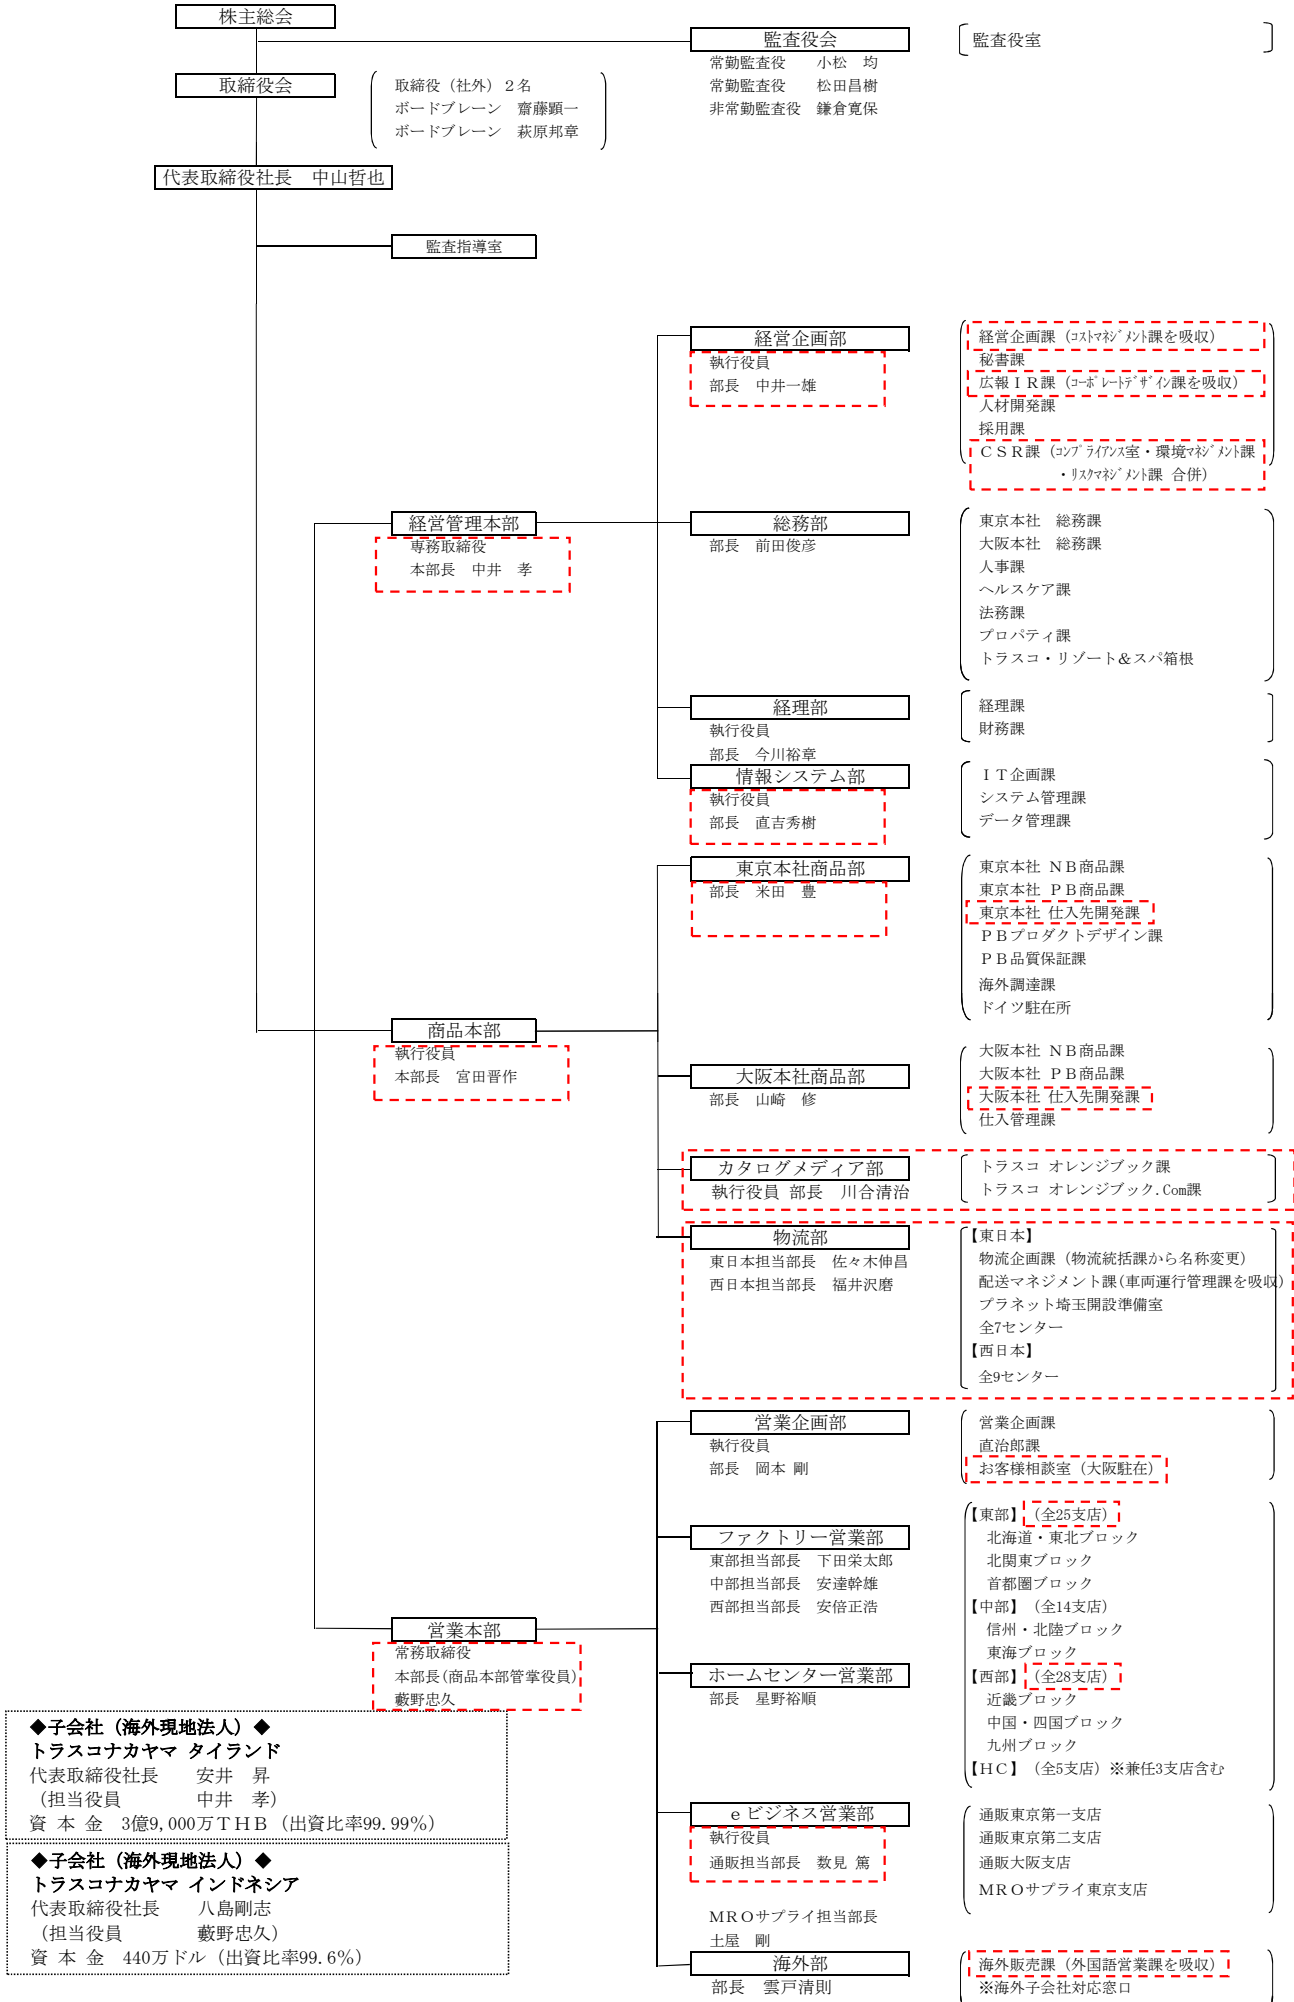 株主総会
監査役会
監査役室
常勤監査役　小松　均
常勤監査役　松田昌樹
非常勤監査役　鎌倉寛保
取締役会
取締役（社外）２名
ボードブレーン　齋藤顕一
ボードブレーン　萩原邦章
代表取締役社長　中山哲也
監査指導室
経営企画部
執行役員
部長　中井一雄
経営企画課（ｺｽﾄﾏﾈｼﾞﾒﾝﾄ課を吸収）
秘書課
広報ＩＲ課（ｺｰﾎﾟﾚｰﾄﾃﾞｻﾞｲﾝ課を吸収）
人材開発課
採用課
ＣＳＲ課（ｺﾝﾌﾟﾗｲｱﾝｽ室・環境ﾏﾈｼﾞﾒﾝﾄ課
・ﾘｽｸﾏﾈｼﾞﾒﾝﾄ課 合併）
経営管理本部
専務取締役
本部長　中井　孝
総務部
部長　前田俊彦
東京本社　総務課
大阪本社　総務課
人事課
ヘルスケア課
法務課
プロパティ課
トラスコ・リゾート＆スパ箱根
経理部
執行役員
部長　今川裕章
経理課
財務課
情報システム部
執行役員
部長　直吉秀樹
ＩＴ企画課
システム管理課
データ管理課
東京本社商品部
部長　米田　豊
東京本社 ＮＢ商品課
東京本社 ＰＢ商品課
東京本社 仕入先開発課
ＰＢプロダクトデザイン課
ＰＢ品質保証課
海外調達課
ドイツ駐在所
商品本部
執行役員
本部長　宮田晋作
大阪本社商品部
部長　山崎　修
大阪本社 ＮＢ商品課
大阪本社 ＰＢ商品課
大阪本社 仕入先開発課
仕入管理課
カタログメディア部
執行役員 部長　川合清治
トラスコ オレンジブック課
トラスコ オレンジブック.Com課
物流部
東日本担当部長　佐々木伸昌
西日本担当部長　福井沢磨
【東日本】
物流企画課（物流統括課から名称変更）
配送マネジメント課(車両運行管理課を吸収)
プラネット埼玉開設準備室
全7センター
【西日本】
全9センター
営業企画部
執行役員
部長　岡本 剛
営業企画課
直治郎課
お客様相談室（大阪駐在）
ファクトリー営業部
東部担当部長　下田栄太郎
中部担当部長　安達幹雄
西部担当部長　安倍正浩
【東部】（全25支店）
北海道・東北ブロック
北関東ブロック
首都圏ブロック
【中部】（全14支店）
信州・北陸ブロック
東海ブロック
【西部】（全28支店）
近畿ブロック
中国・四国ブロック
九州ブロック
【ＨＣ】（全5支店）※兼任3支店含む
営業本部
常務取締役
本部長(商品本部管掌役員)
藪野忠久
ホームセンター営業部
部長　星野裕順
ｅビジネス営業部
執行役員
通販担当部長　数見 篤
ＭＲＯサプライ担当部長
土屋　剛
通販東京第一支店
通販東京第二支店
通販大阪支店
ＭＲＯサプライ東京支店
海外部
部長　雲戸清則
海外販売課（外国語営業課を吸収）
※海外子会社対応窓口
◆子会社（海外現地法人）◆
トラスコナカヤマ タイランド
代表取締役社長　安井　昇
（担当役員　中井　孝）
資 本 金　3億9,000万ＴＨＢ（出資比率99.99%）
◆子会社（海外現地法人）◆
トラスコナカヤマ インドネシア
代表取締役社長　八島剛志
（担当役員　藪野忠久）
資 本 金　440万ドル（出資比率99.6%）